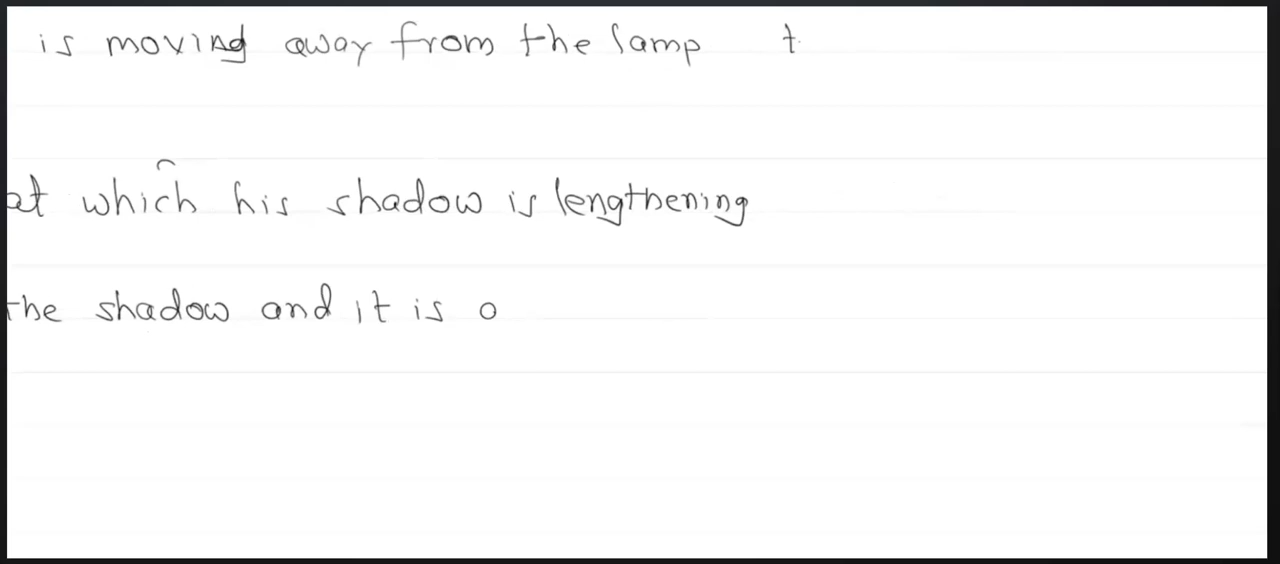 is moving away from the lamp t
at which his shadow is lengthening
the shadow and it is o